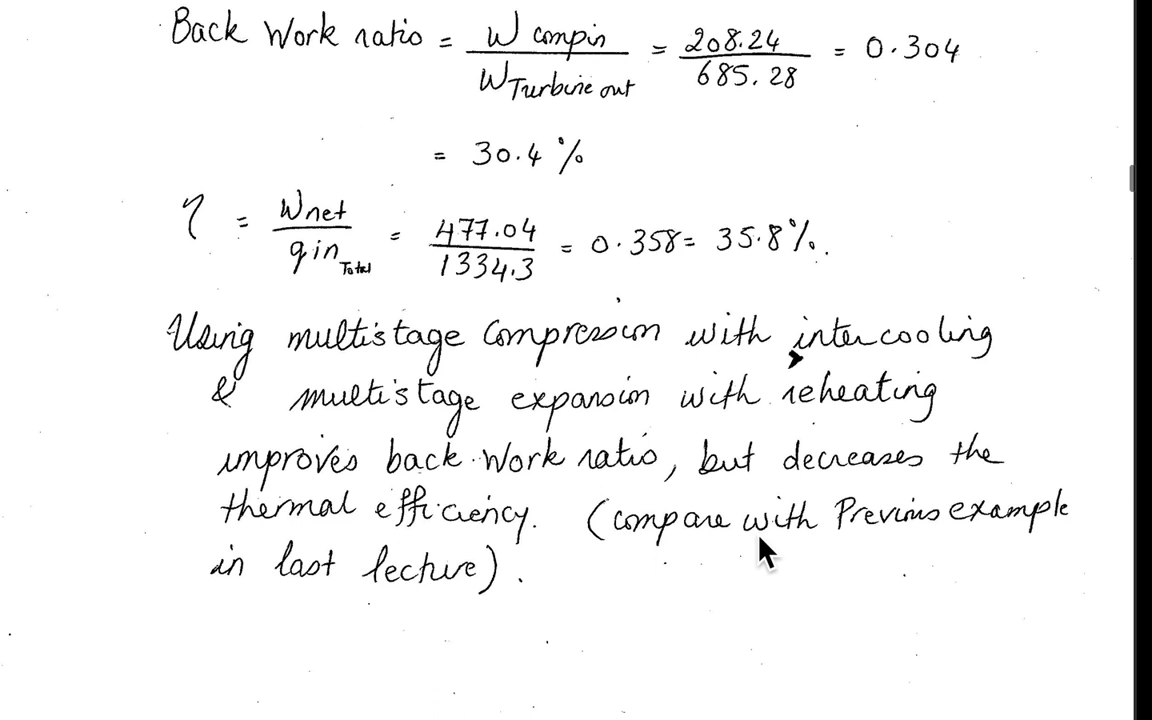 Back Work ratio = W compin / W Turbine out = 208.24 / 685.28 = 0.304
= 30.4 %
η = Wnet / qin Total = 477.04 / 1334.3 = 0.358 = 35.8%.
Using multistage compression with intercooling
& multistage expansion with reheating
improves back work ratio, but decreases the
thermal efficiency. (compare with Previous example
in last lecture).